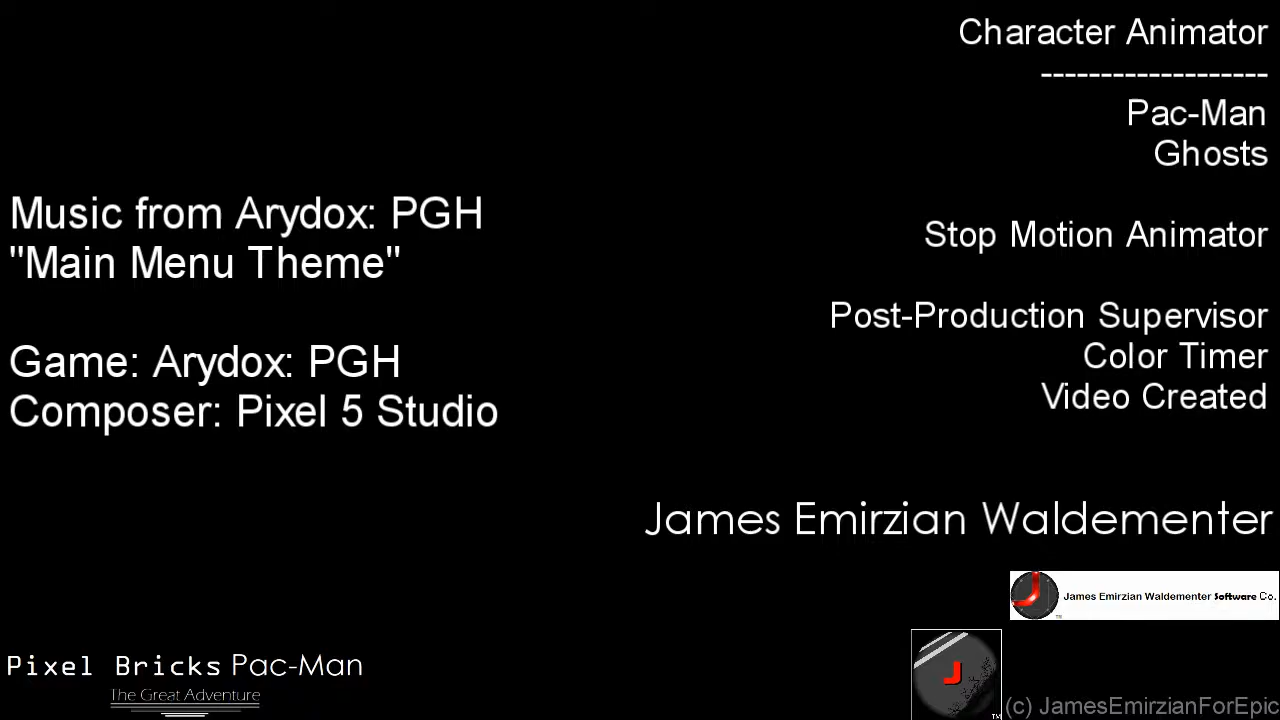 Character Animator
-------------------
Pac-Man
Ghosts
Stop Motion Animator
Post-Production Supervisor
Color Timer
Video Created
Music from Arydox: PGH
"Main Menu Theme"
Game: Arydox: PGH
Composer: Pixel 5 Studio
James Emirzian Waldementer
J James Emirzian Waldementer Software Co.
TM
Pixel Bricks Pac-Man
The Great Adventure
J
TM
(c) JamesEmirzianForEpic